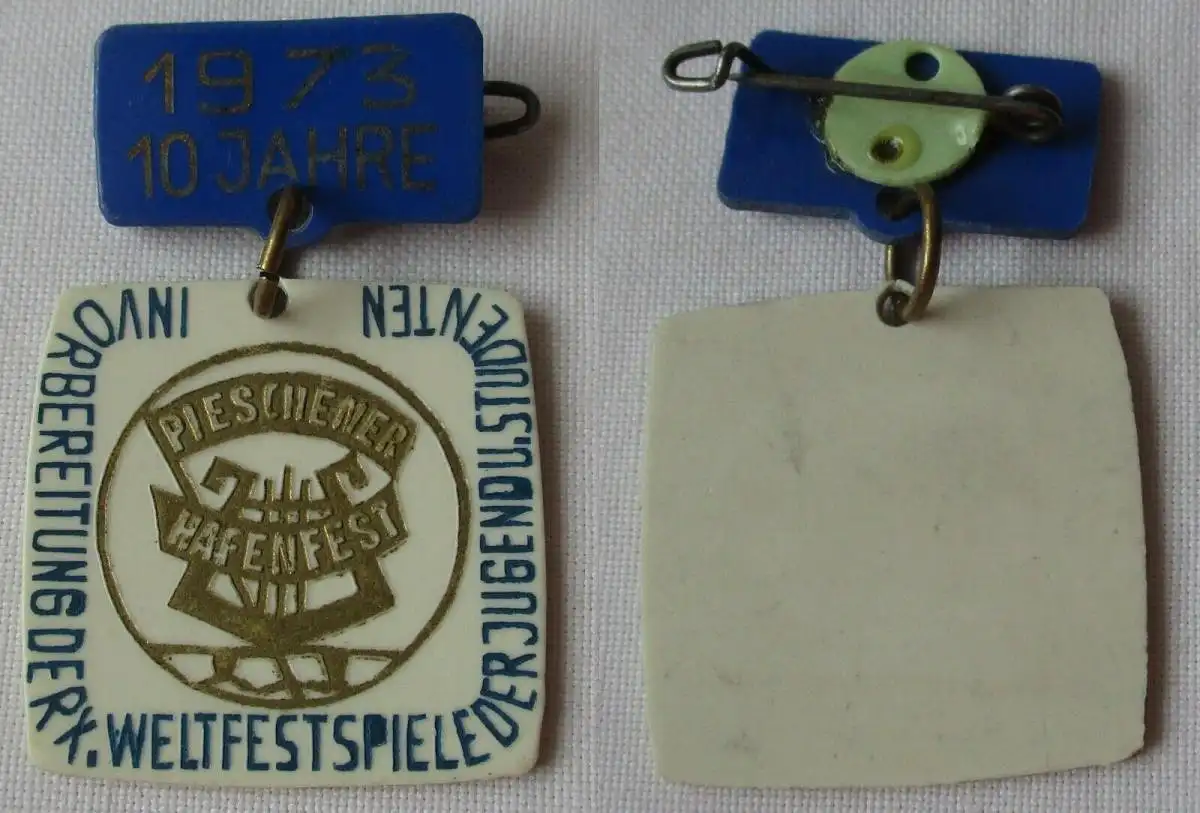 1973
10 JAHRE
IN VORBEREITUNG DER X. WELTFESTSPIELE DER JUGEND U. STUDENTEN
PIESCHENER
HAFENFEST